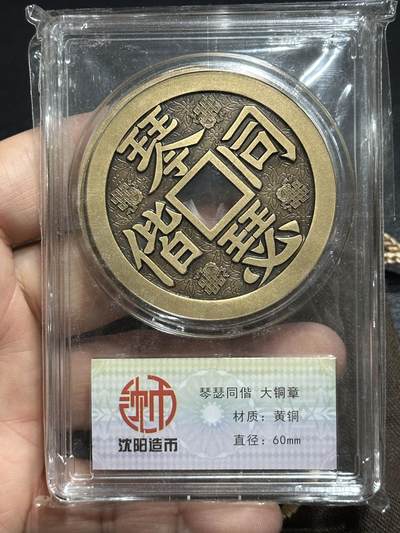 琴同
偕瑟
沈阳造币
琴瑟同偕 大铜章
材质：黄铜
直径：60mm